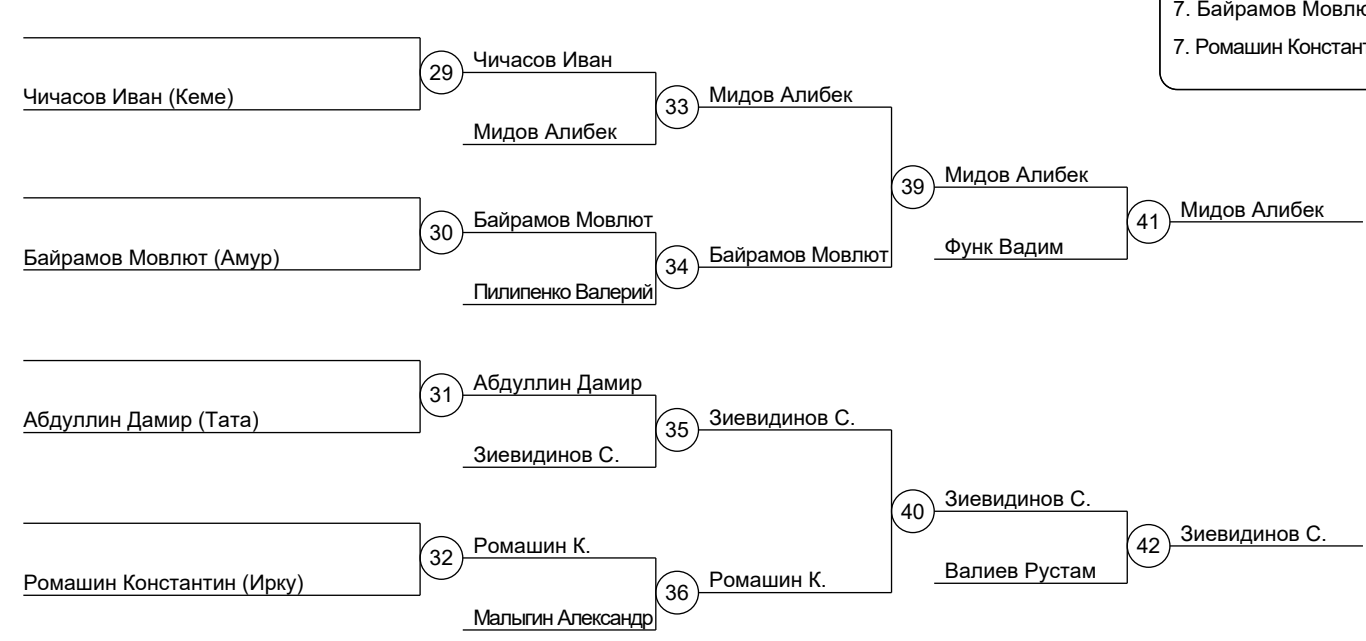 7. Байрамов Мовлю
7. Ромашин Констан
29
Чичасов Иван
Чичасов Иван (Кеме)
33
Мидов Алибек
Мидов Алибек
39
Мидов Алибек
30
Байрамов Мовлют
Байрамов Мовлют (Амур)
34
Байрамов Мовлют
Пилипенко Валерий
Функ Вадим
41
Мидов Алибек
31
Абдуллин Дамир
Абдуллин Дамир (Тата)
35
Зиевидинов С.
Зиевидинов С.
40
Зиевидинов С.
32
Ромашин К.
Ромашин Константин (Ирку)
36
Ромашин К.
Малыгин Александр
Валиев Рустам
42
Зиевидинов С.